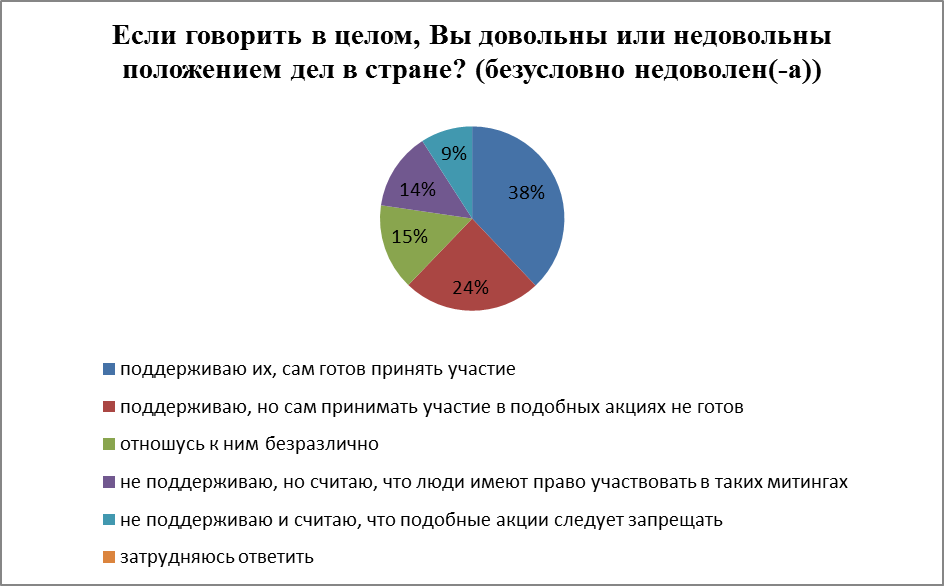 Если говорить в целом, Вы довольны или недовольны
положением дел в стране? (безусловно недоволен(-а))
9%
38%
14%
15%
24%
поддерживаю их, сам готов принять участие
поддерживаю, но сам принимать участие в подобных акциях не готов
отношусь к ним безразлично
не поддерживаю, но считаю, что люди имеют право участвовать в таких митингах
не поддерживаю и считаю, что подобные акции следует запрещать
затрудняюсь ответить